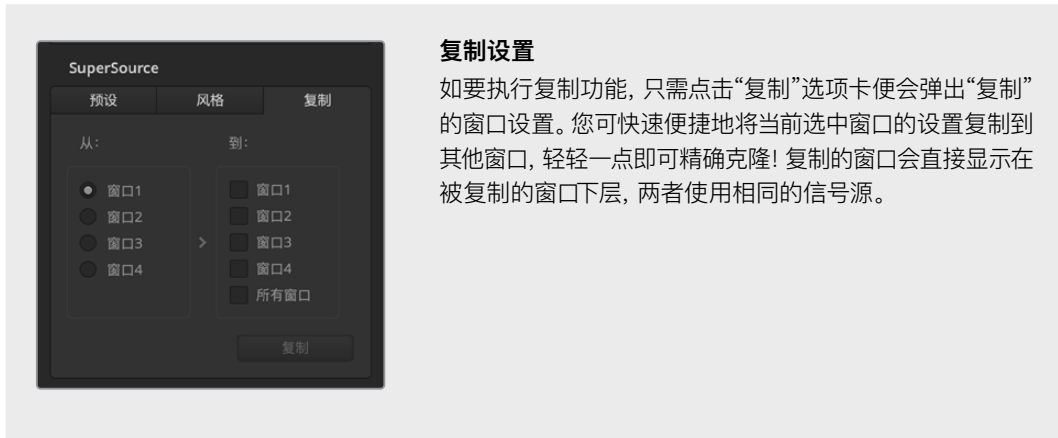 SuperSource
预设 风格 复制
从: 到:
窗口1 窗口1
窗口2 窗口2
窗口3 > 窗口3
窗口4 窗口4
所有窗口
复制
复制设置
如要执行复制功能, 只需点击“复制”选项卡便会弹出“复制”
的窗口设置。您可快速便捷地将当前选中窗口的设置复制到
其他窗口, 轻轻一点即可精确克隆! 复制的窗口会直接显示在
被复制的窗口下层, 两者使用相同的信号源。